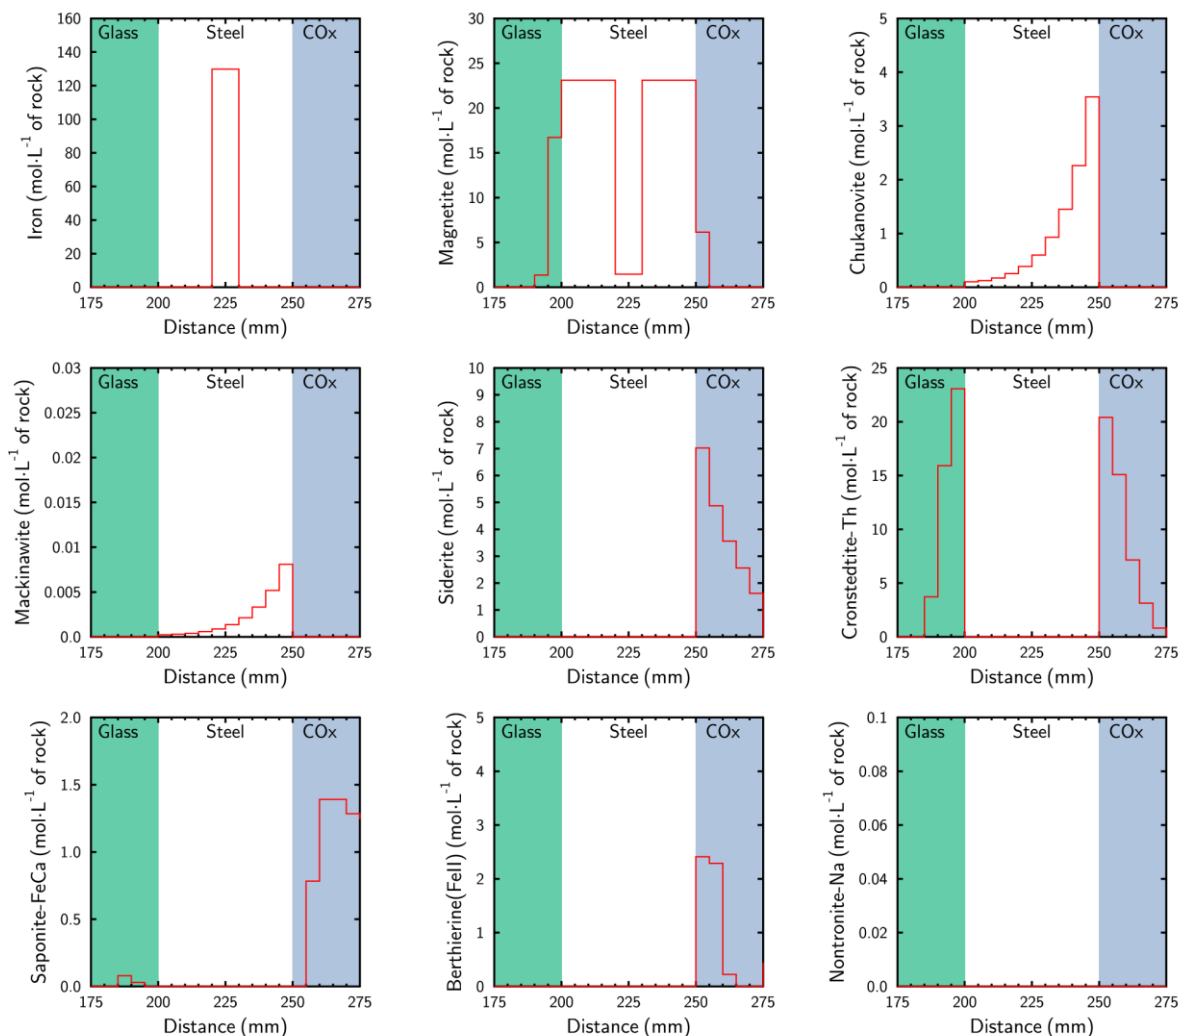 Iron (mol·L⁻¹ of rock)
160
140
120
100
80
60
40
20
0
Glass Steel COx
175 200 225 250 275
Distance (mm)
Magnetite (mol·L⁻¹ of rock)
30
25
20
15
10
5
0
Glass Steel COx
175 200 225 250 275
Distance (mm)
Chukanovite (mol·L⁻¹ of rock)
5
4
3
2
1
0
Glass Steel COx
175 200 225 250 275
Distance (mm)
Mackinawite (mol·L⁻¹ of rock)
0.03
0.025
0.02
0.015
0.01
0.005
0.0
Glass Steel COx
175 200 225 250 275
Distance (mm)
Siderite (mol·L⁻¹ of rock)
10
9
8
7
6
5
4
3
2
1
0
Glass Steel COx
175 200 225 250 275
Distance (mm)
Cronstedtite-Th (mol·L⁻¹ of rock)
25
20
15
10
5
0
Glass Steel COx
175 200 225 250 275
Distance (mm)
Saponite-FeCa (mol·L⁻¹ of rock)
2.0
1.5
1.0
0.5
0.0
Glass Steel COx
175 200 225 250 275
Distance (mm)
Berthierine(FeII) (mol·L⁻¹ of rock)
5
4
3
2
1
0
Glass Steel COx
175 200 225 250 275
Distance (mm)
Nontronite-Na (mol·L⁻¹ of rock)
0.1
0.08
0.06
0.04
0.02
0
Glass Steel COx
175 200 225 250 275
Distance (mm)